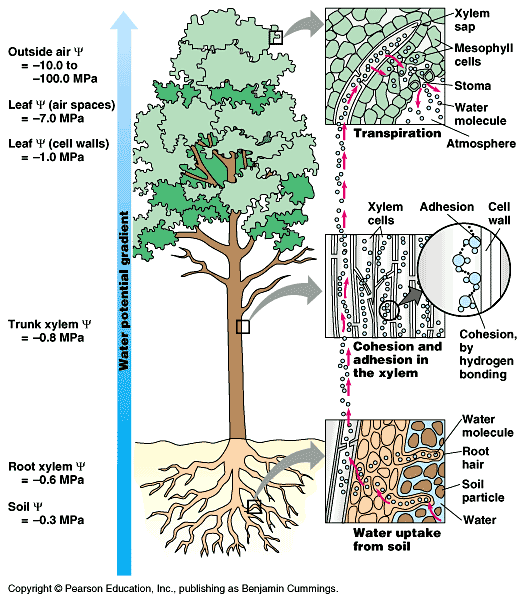 Outside air Ψ
= –10.0 to
–100.0 MPa
Leaf Ψ (air spaces)
= –7.0 MPa
Leaf Ψ (cell walls)
= –1.0 MPa
Trunk xylem Ψ
= –0.8 MPa
Root xylem Ψ
= –0.6 MPa
Soil Ψ
= –0.3 MPa
Water potential gradient
Xylem
sap
Mesophyll
cells
Stoma
Water
molecule
Atmosphere
Transpiration
Xylem
cells
Adhesion
Cell
wall
Cohesion,
by
hydrogen
bonding
Cohesion and
adhesion in
the xylem
Water
molecule
Root
hair
Soil
particle
Water
Water uptake
from soil
Copyright © Pearson Education, Inc., publishing as Benjamin Cummings.